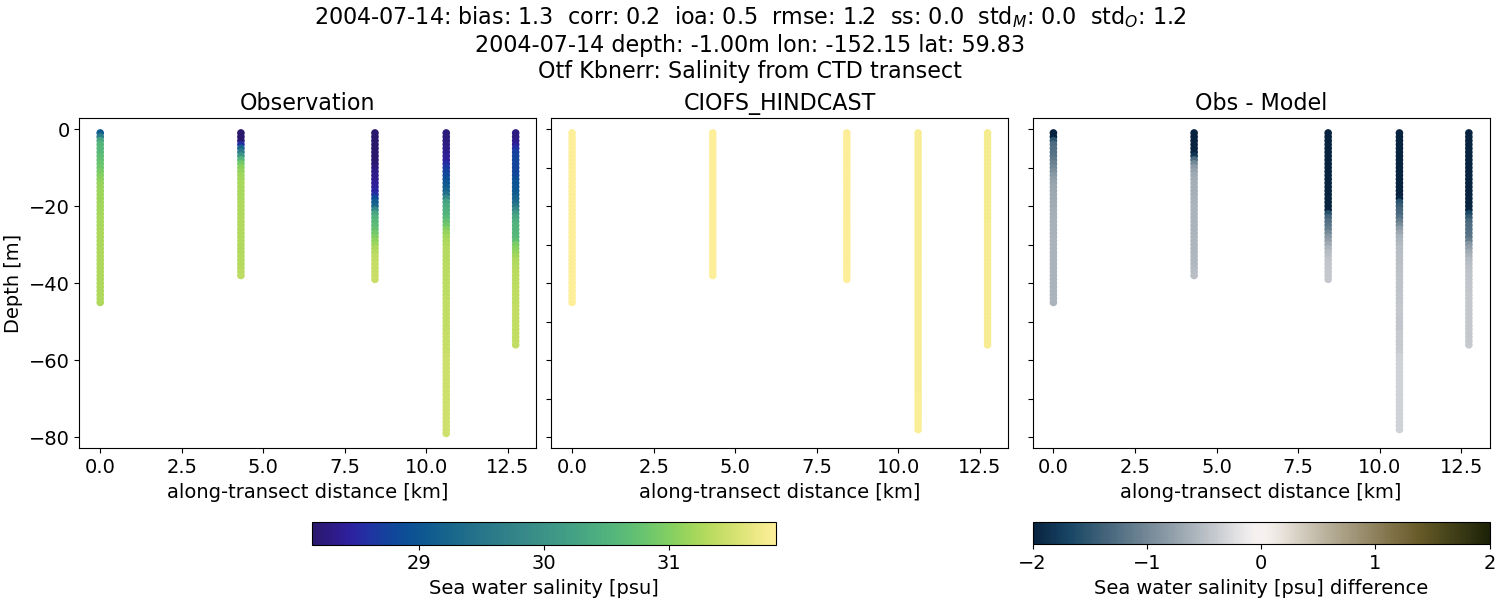 2004-07-14: bias: 1.3 corr: 0.2 ioa: 0.5 rmse: 1.2 ss: 0.0 std_M: 0.0 std_O: 1.2
2004-07-14 depth: -1.00m lon: -152.15 lat: 59.83
Otf Kbnerr: Salinity from CTD transect
Observation
CIOFS_HINDCAST
Obs - Model
Depth [m]
0
−20
−40
−60
−80
0.0 2.5 5.0 7.5 10.0 12.5
0.0 2.5 5.0 7.5 10.0 12.5
0.0 2.5 5.0 7.5 10.0 12.5
along-transect distance [km]
along-transect distance [km]
along-transect distance [km]
29 30 31
Sea water salinity [psu]
−2 −1 0 1 2
Sea water salinity [psu] difference